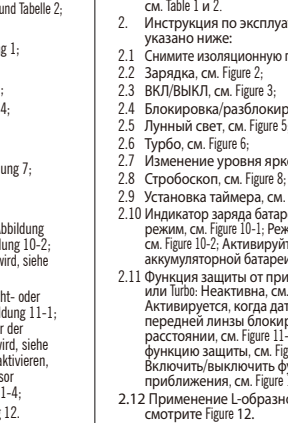 und Tabelle 2;
g 1;
;
4;
ung 7;
Abbildung
dung 10-2;
wird, siehe
ht- oder
ldung 11-1;
r der
wird, siehe
aktivieren,
sor
1-4;
g 12.
см. Table 1 и 2.
2. Инструкция по эксплуат
указано ниже:
2.1 Снимите изоляционную п
2.2 Зарядка, см. Figure 2;
2.3 ВКЛ/ВЫКЛ, см. Figure 3;
2.4 Блокировка/разблокир
2.5 Лунный свет, см. Figure 5
2.6 Турбо, см. Figure 6;
2.7 Изменение уровня ярко
2.8 Стробоскоп, см. Figure 8;
2.9 Установка таймера, см.
2.10 Индикатор заряда батар
режим, см. Figure 10-1; Реж
см. Figure 10-2; Активируйт
аккумуляторной батареи
2.11 Функция защиты от при
или Turbo: Неактивна, см.
Активируется, когда дат
передней линзы блокир
расстоянии, см. Figure 11-
функцию защиты, см. Fig
Включить/выключить фу
приближения, см. Figure 1
2.12 Применение L-образно
смотрите Figure 12.